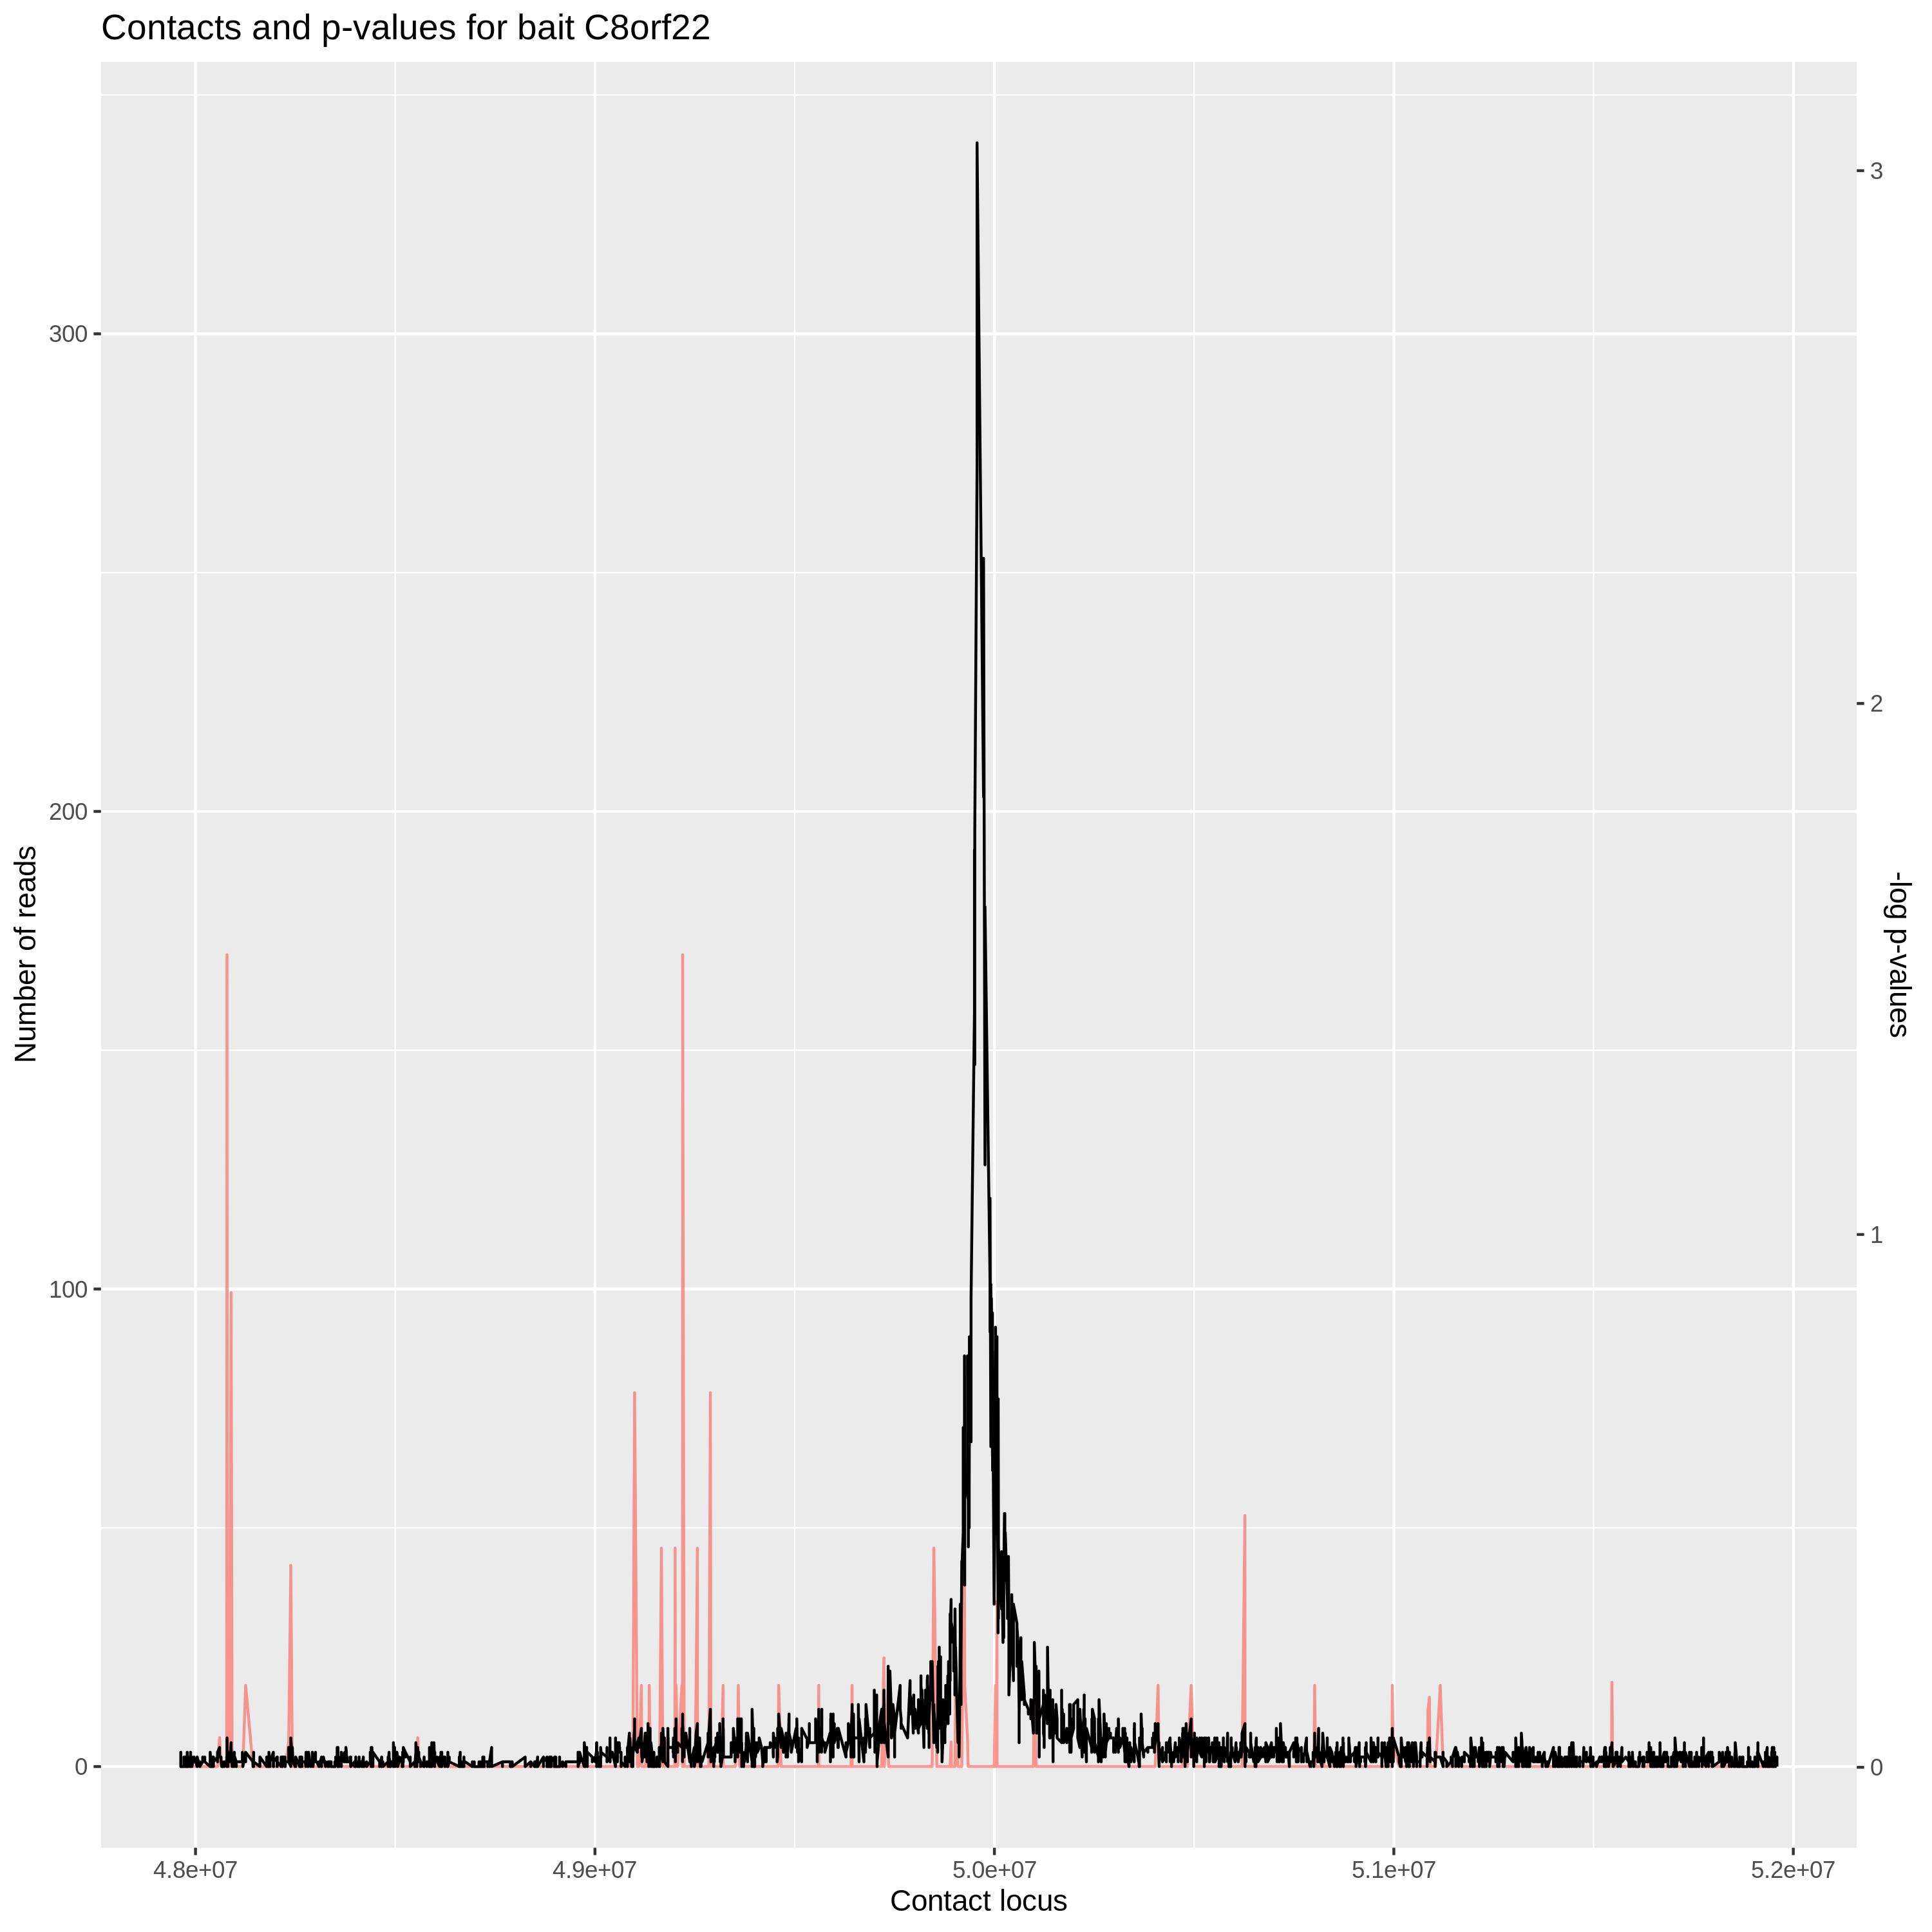 Contacts and p-values for bait C8orf22
300
200
100
0
Number of reads
3
2
1
0
-log p-values
4.8e+07 4.9e+07 5.0e+07 5.1e+07 5.2e+07
Contact locus